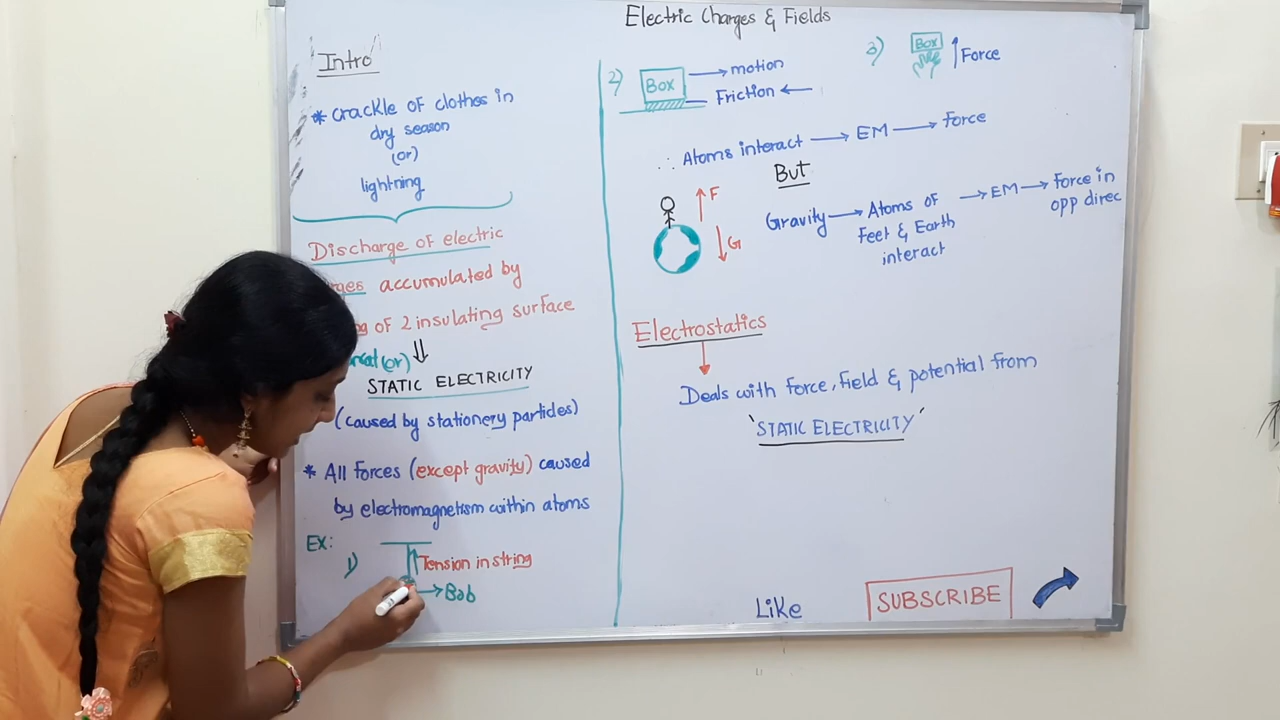 Electric Charges & Fields
Intro
* crackle of clothes in
dry season
(or)
lightning
Discharge of electric
accumulated by
of 2 insulating surface
(or)
STATIC ELECTRICITY
(caused by stationery particles)
* All forces (except gravity) caused
by electromagnetism within atoms
EX:
1)
Tension in string
Bob
2)
Box
motion
Friction
3)
Box
Force
∴ Atoms interact → EM → Force
But
F
G
Gravity → Atoms of → EM → Force in
Feet & Earth opp direc
interact
Electrostatics
Deals with Force, Field & potential from
'STATIC ELECTRICITY'
Like
SUBSCRIBE